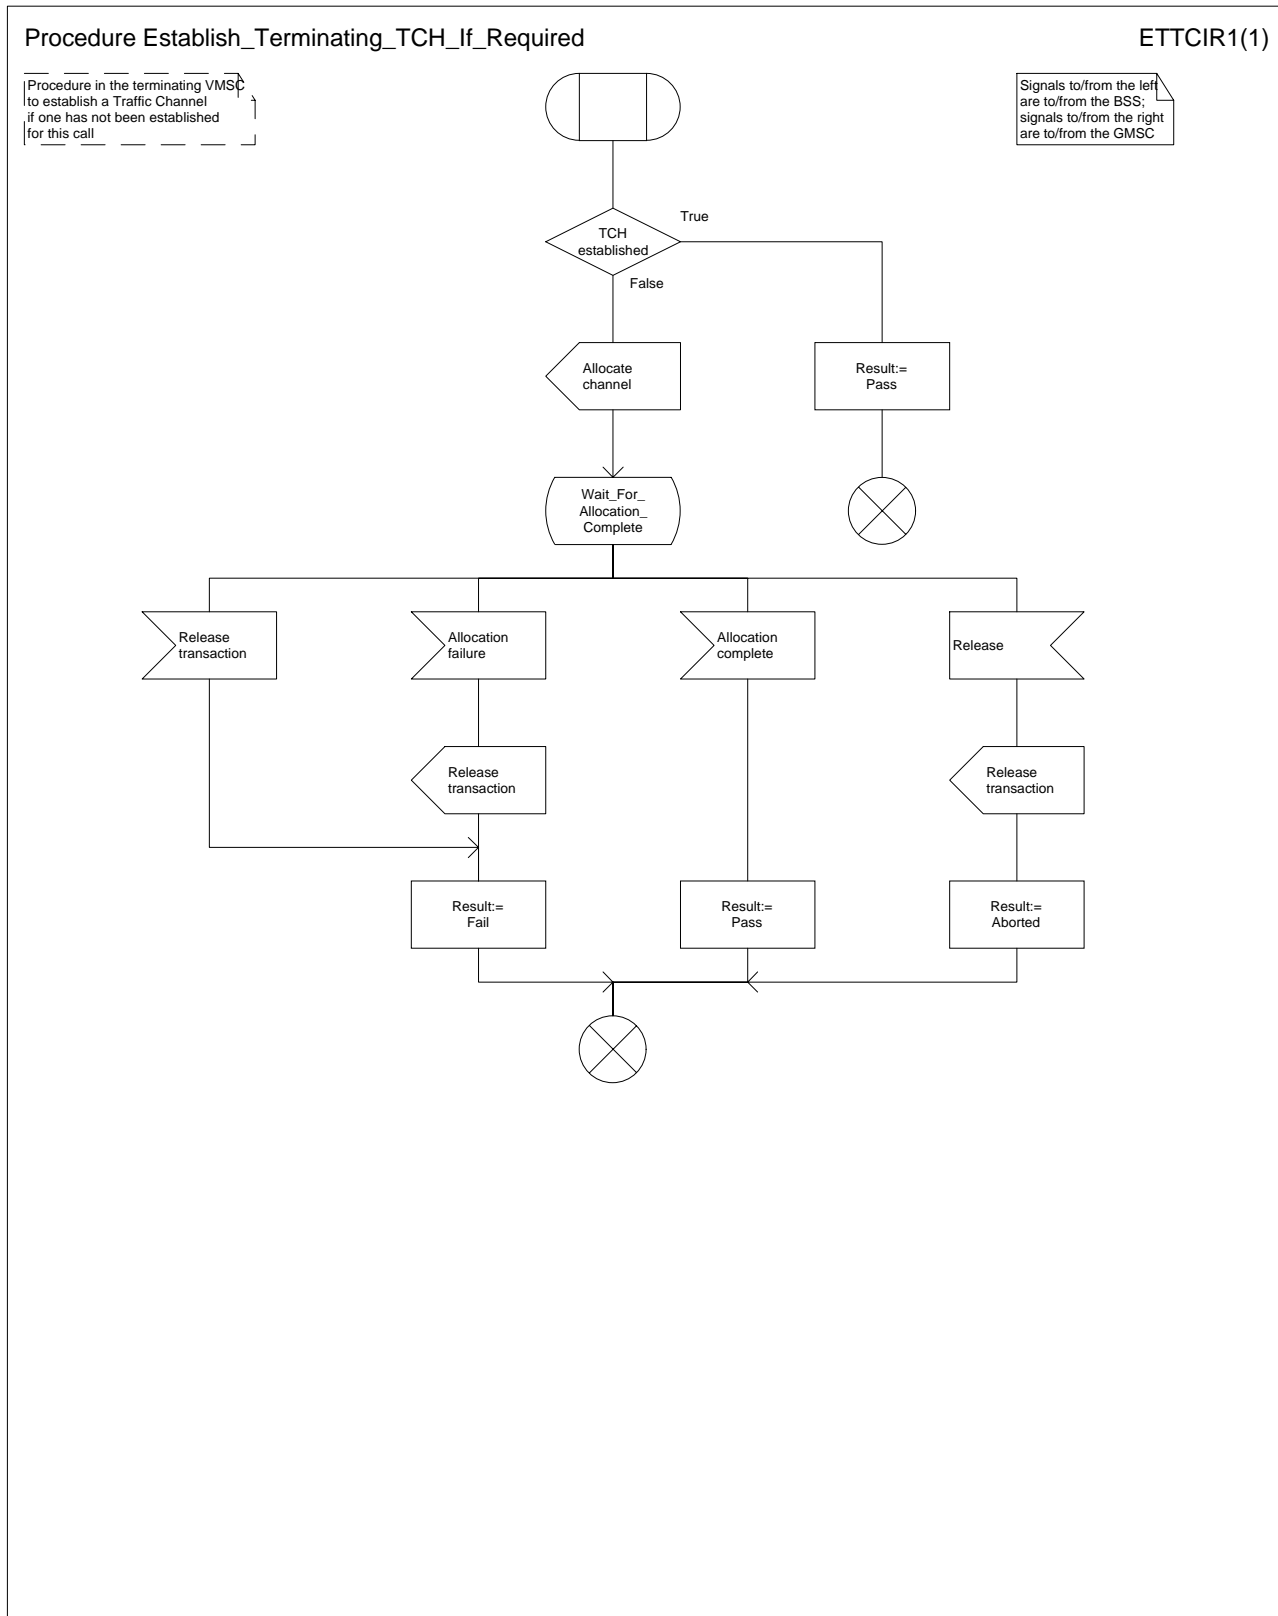 Procedure Establish_Terminating_TCH_If_Required
ETTCIR1(1)
Procedure in the terminating VMSC
to establish a Traffic Channel
if one has not been established
for this call
Signals to/from the left
are to/from the BSS;
signals to/from the right
are to/from the GMSC
TCH
established
True
False
Allocate
channel
Result:=
Pass
Wait_For_
Allocation_
Complete
Release
transaction
Allocation
failure
Allocation
complete
Release
Release
transaction
Release
transaction
Result:=
Fail
Result:=
Pass
Result:=
Aborted